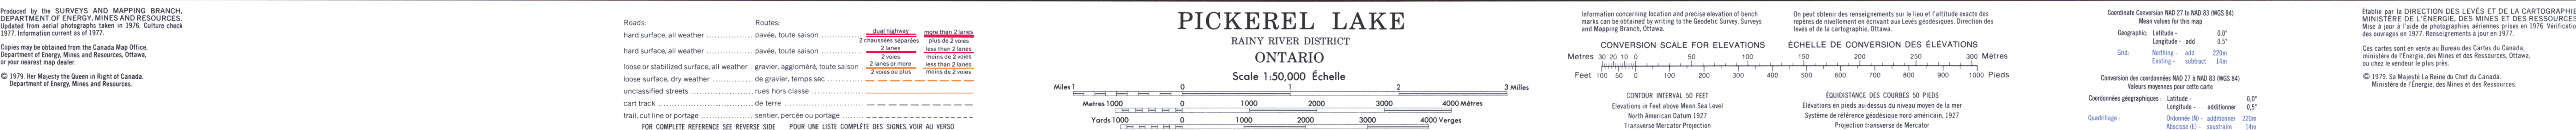 Produced by the SURVEYS AND MAPPING BRANCH,
DEPARTMENT OF ENERGY, MINES AND RESOURCES.
Updated from aerial photographs taken in 1976. Culture check
1977. Information current as of 1977.
Copies may be obtained from the Canada Map Office,
Department of Energy, Mines and Resources, Ottawa,
or your nearest map dealer.
© 1979. Her Majesty the Queen in Right of Canada.
Department of Energy, Mines and Resources.
Roads: Routes:
hard surface, all weather pavée, toute saison dual highway more than 2 lanes
2 chaussées séparées plus de 2 voies
hard surface, all weather pavée, toute saison 2 lanes less than 2 lanes
2 voies moins de 2 voies
loose or stabilized surface, all weather gravier, aggloméré, toute saison 2 lanes or more less than 2 lanes
2 voies ou plus moins de 2 voies
loose surface, dry weather de gravier, temps sec
unclassified streets rues hors classe
cart track de terre
trail, cut line or portage sentier, percée ou portage
FOR COMPLETE REFERENCE SEE REVERSE SIDE POUR UNE LISTE COMPLÈTE DES SIGNES, VOIR AU VERSO
PICKEREL LAKE
RAINY RIVER DISTRICT
ONTARIO
Scale 1:50,000 Échelle
Miles 1 0 1 2 3 Milles
Metres 1000 0 1000 2000 3000 4000 Mètres
Yards 1000 0 1000 2000 3000 4000 Verges
Information concerning location and precise elevation of bench
marks can be obtained by writing to the Geodetic Survey, Surveys
and Mapping Branch, Ottawa.
On peut obtenir des renseignements sur le lieu et l'altitude exacte des
repères de nivellement en écrivant aux Levés géodésiques, Direction des
levés et de la cartographie, Ottawa.
CONVERSION SCALE FOR ELEVATIONS ÉCHELLE DE CONVERSION DES ÉLÉVATIONS
Metres 30 20 10 0 50 100 150 200 250 300 Mètres
Feet 100 50 0 100 200 300 400 500 600 700 800 900 1000 Pieds
CONTOUR INTERVAL 50 FEET
Elevations in Feet above Mean Sea Level
North American Datum 1927
Transverse Mercator Projection
ÉQUIDISTANCE DES COURBES 50 PIEDS
Élévations en pieds au-dessus du niveau moyen de la mer
Système de référence géodésique nord-américain, 1927
Projection transverse de Mercator
Coordinate Conversion NAD 27 to NAD 83 (WGS 84)
Mean values for this map
Geographic: Latitude - 0.0"
Longitude - add 0.5"
Grid: Northing - add 220m
Easting - subtract 14m
Conversion des coordonnées NAD 27 à NAD 83 (WGS 84)
Valeurs moyennes pour cette carte
Coordonnées géographiques : Latitude - 0,0"
Longitude - additionner 0,5"
Quadrillage : Ordonnée (N) - additionner 220m
Abscisse (E) - soustraire 14m
Établie par la DIRECTION DES LEVÉS ET DE LA CARTOGRAPHIE
MINISTÈRE DE L'ÉNERGIE, DES MINES ET DES RESSOURCES
Mise à jour à l'aide de photographies aériennes prises en 1976. Vérificatio
des ouvrages en 1977. Renseignements à jour en 1977.
Ces cartes sont en vente au Bureau des Cartes du Canada,
ministère de l'Énergie, des Mines et des Ressources, Ottawa,
ou chez le vendeur le plus près.
© 1979. Sa Majesté La Reine du Chef du Canada.
Ministère de l'Énergie, des Mines et des Ressources.